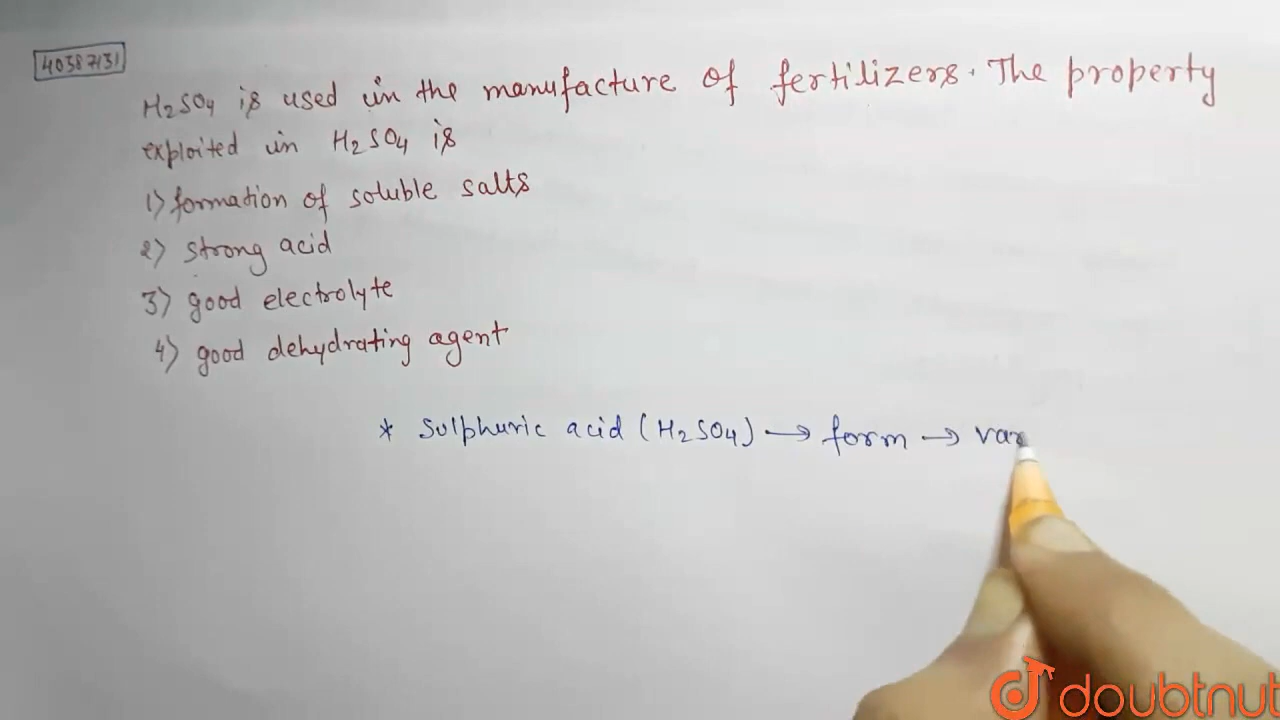 40387131
H2SO4 is used in the manufacture of fertilizers. The property
exploited in H2SO4 is
1) formation of soluble salts
2) strong acid
3) good electrolyte
4) good dehydrating agent
* Sulphuric acid (H2SO4) → form → var
doubtnut